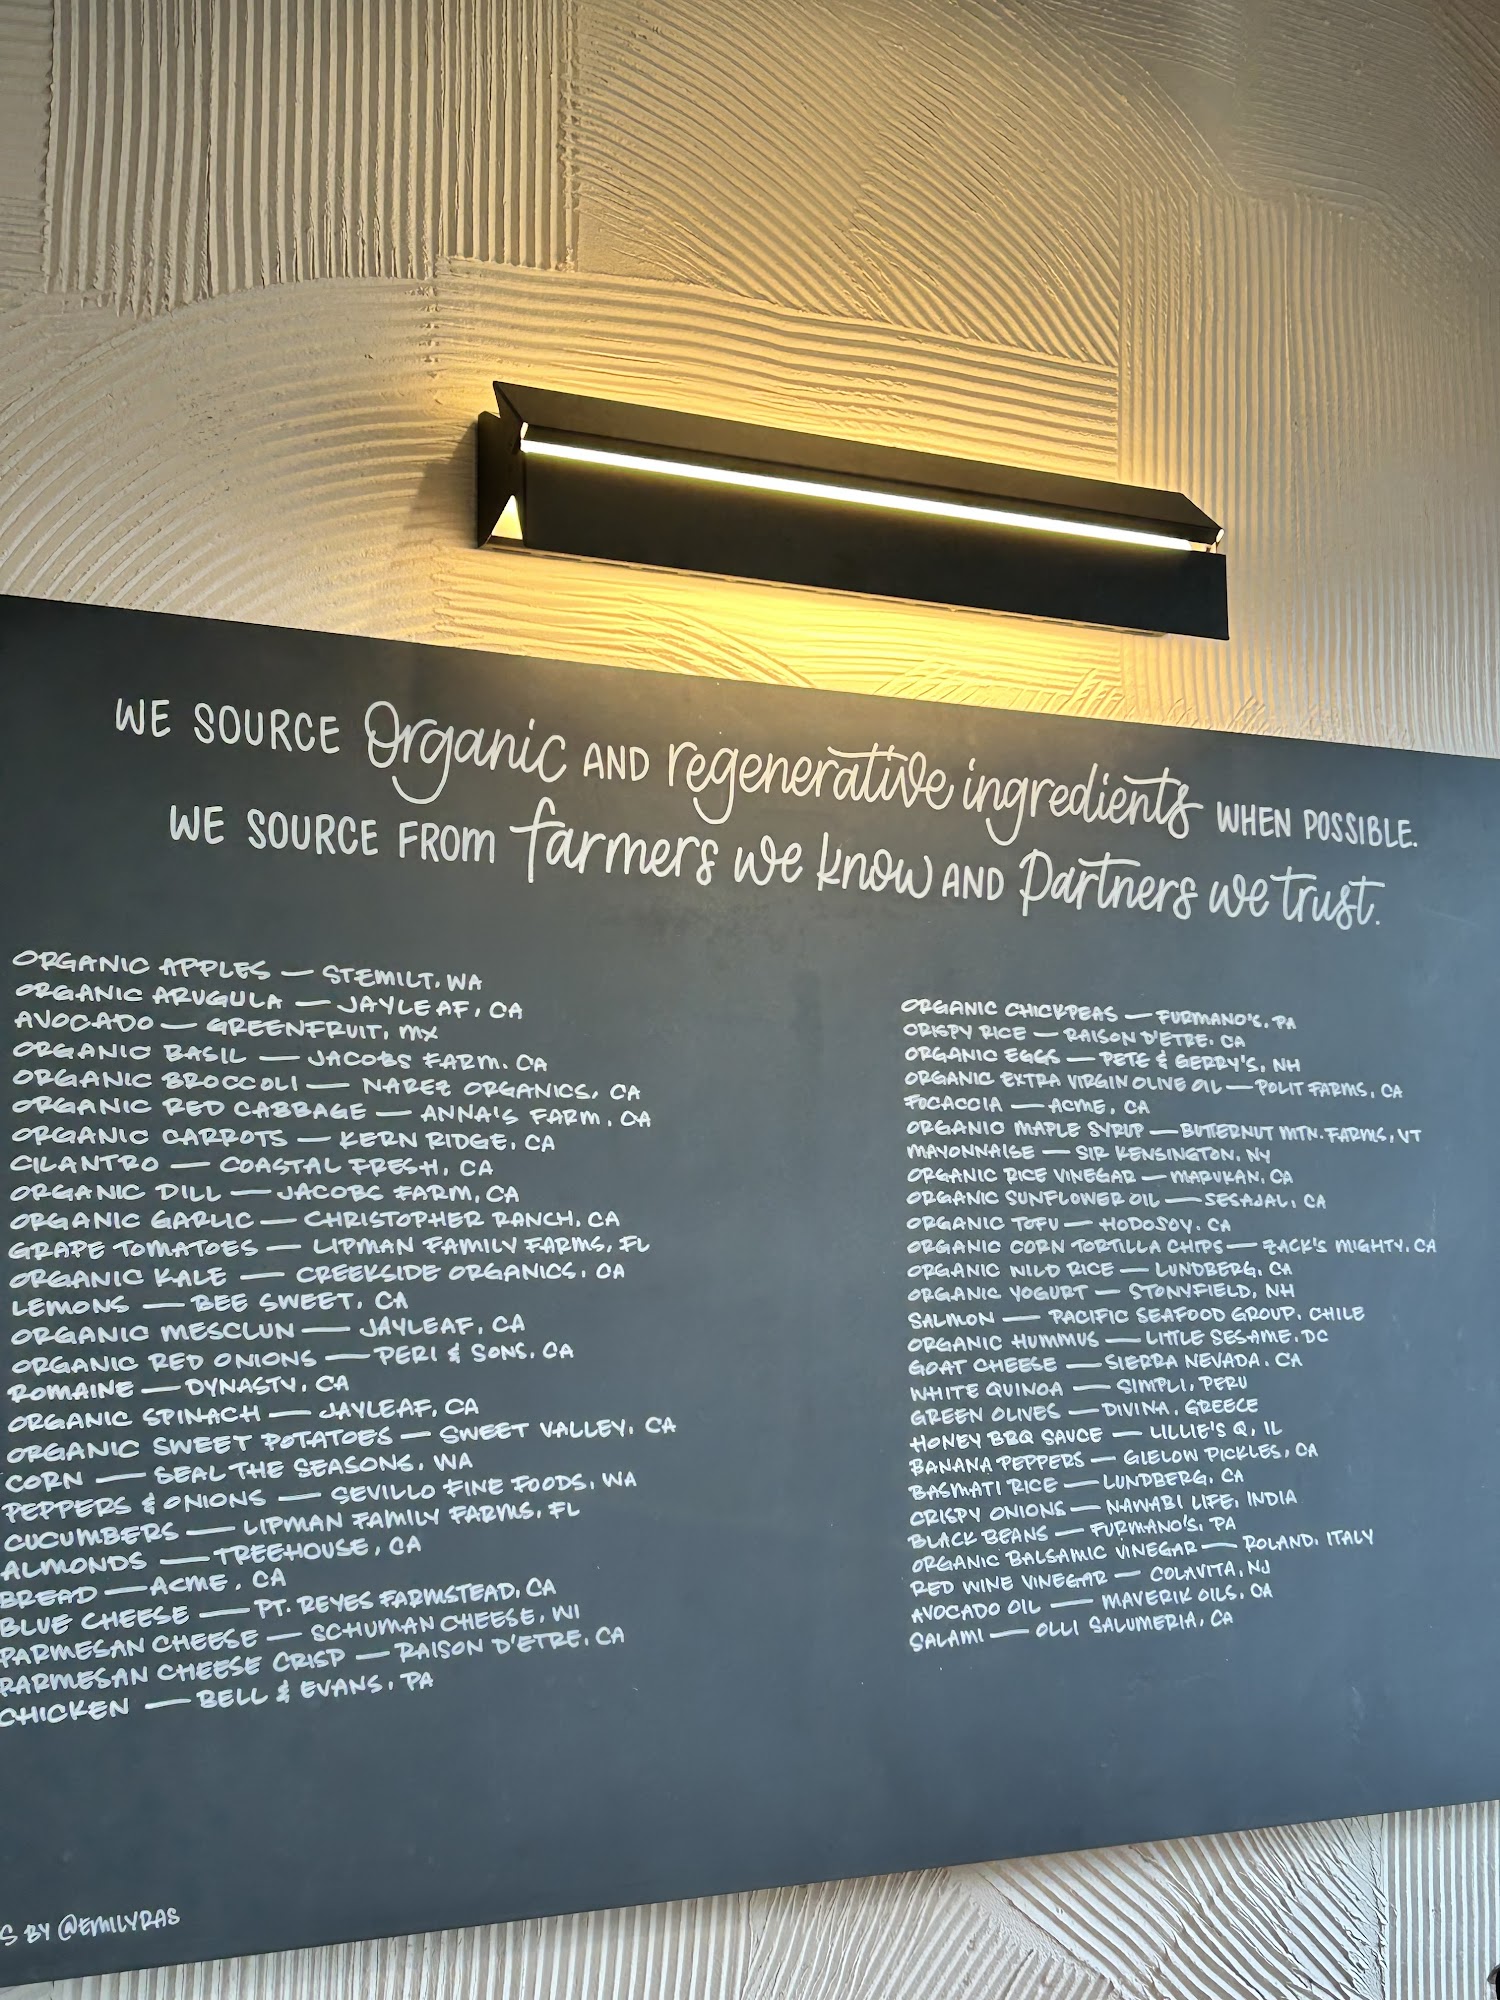 WE SOURCE Organic AND regenerative ingredients WHEN POSSIBLE.
WE SOURCE FROM farmers we know AND Partners we trust.
ORGANIC APPLES — STEMILT, WA
ORGANIC ARUGULA — JAYLEAF, CA
AVOCADO — GREENFRUIT, MX
ORGANIC BASIL — JACOBS FARM, CA
ORGANIC BROCCOLI — NAREZ ORGANICS, CA
ORGANIC RED CABBAGE — ANNA'S FARM, CA
ORGANIC CARROTS — KERN RIDGE, CA
CILANTRO — COASTAL FRESH, CA
ORGANIC DILL — JACOBS FARM, CA
ORGANIC GARLIC — CHRISTOPHER RANCH, CA
GRAPE TOMATOES — LIPMAN FAMILY FARMS, FL
ORGANIC KALE — CREEKSIDE ORGANICS, CA
LEMONS — BEE SWEET, CA
ORGANIC MESCLUN — JAYLEAF, CA
ORGANIC RED ONIONS — PERI & SONS, CA
ROMAINE — DYNASTY, CA
ORGANIC SPINACH — JAYLEAF, CA
ORGANIC SWEET POTATOES — SWEET VALLEY, CA
CORN — SEAL THE SEASONS, WA
PEPPERS & ONIONS — SEVILLO FINE FOODS, WA
CUCUMBERS — LIPMAN FAMILY FARMS, FL
ALMONDS — TREEHOUSE, CA
BREAD — ACME, CA
BLUE CHEESE — PT. REYES FARMSTEAD, CA
PARMESAN CHEESE — SCHUMAN CHEESE, WI
PARMESAN CHEESE CRISP — RAISON D'ETRE, CA
CHICKEN — BELL & EVANS, PA
ORGANIC CHICKPEAS — FURMANO'S, PA
CRISPY RICE — RAISON D'ETRE, CA
ORGANIC EGGS — PETE & GERRY'S, NH
ORGANIC EXTRA VIRGIN OLIVE OIL — POLIT FARMS, CA
FOCACCIA — ACME, CA
ORGANIC MAPLE SYRUP — BUTTERNUT MTN. FARMS, VT
MAYONNAISE — SIR KENSINGTON, NY
ORGANIC RICE VINEGAR — MARUKAN, CA
ORGANIC SUNFLOWER OIL — SESAJAL, CA
ORGANIC TOFU — HODOSOY, CA
ORGANIC CORN TORTILLA CHIPS — ZACK'S MIGHTY, CA
ORGANIC WILD RICE — LUNDBERG, CA
ORGANIC YOGURT — STONYFIELD, NH
SALMON — PACIFIC SEAFOOD GROUP, CHILE
ORGANIC HUMMUS — LITTLE SESAME, DC
GOAT CHEESE — SIERRA NEVADA, CA
WHITE QUINOA — SIMPLI, PERU
GREEN OLIVES — DIVINA, GREECE
HONEY BBQ SAUCE — LILLIE'S Q, IL
BANANA PEPPERS — GIELOW PICKLES, CA
BASMATI RICE — LUNDBERG, CA
CRISPY ONIONS — NAWABI LIFE, INDIA
BLACK BEANS — FURMANO'S, PA
ORGANIC BALSAMIC VINEGAR — ROLAND, ITALY
RED WINE VINEGAR — COLAVITA, NJ
AVOCADO OIL — MAVERIK OILS, CA
SALAMI — OLLI SALUMERIA, CA
S BY @EMILYRAS